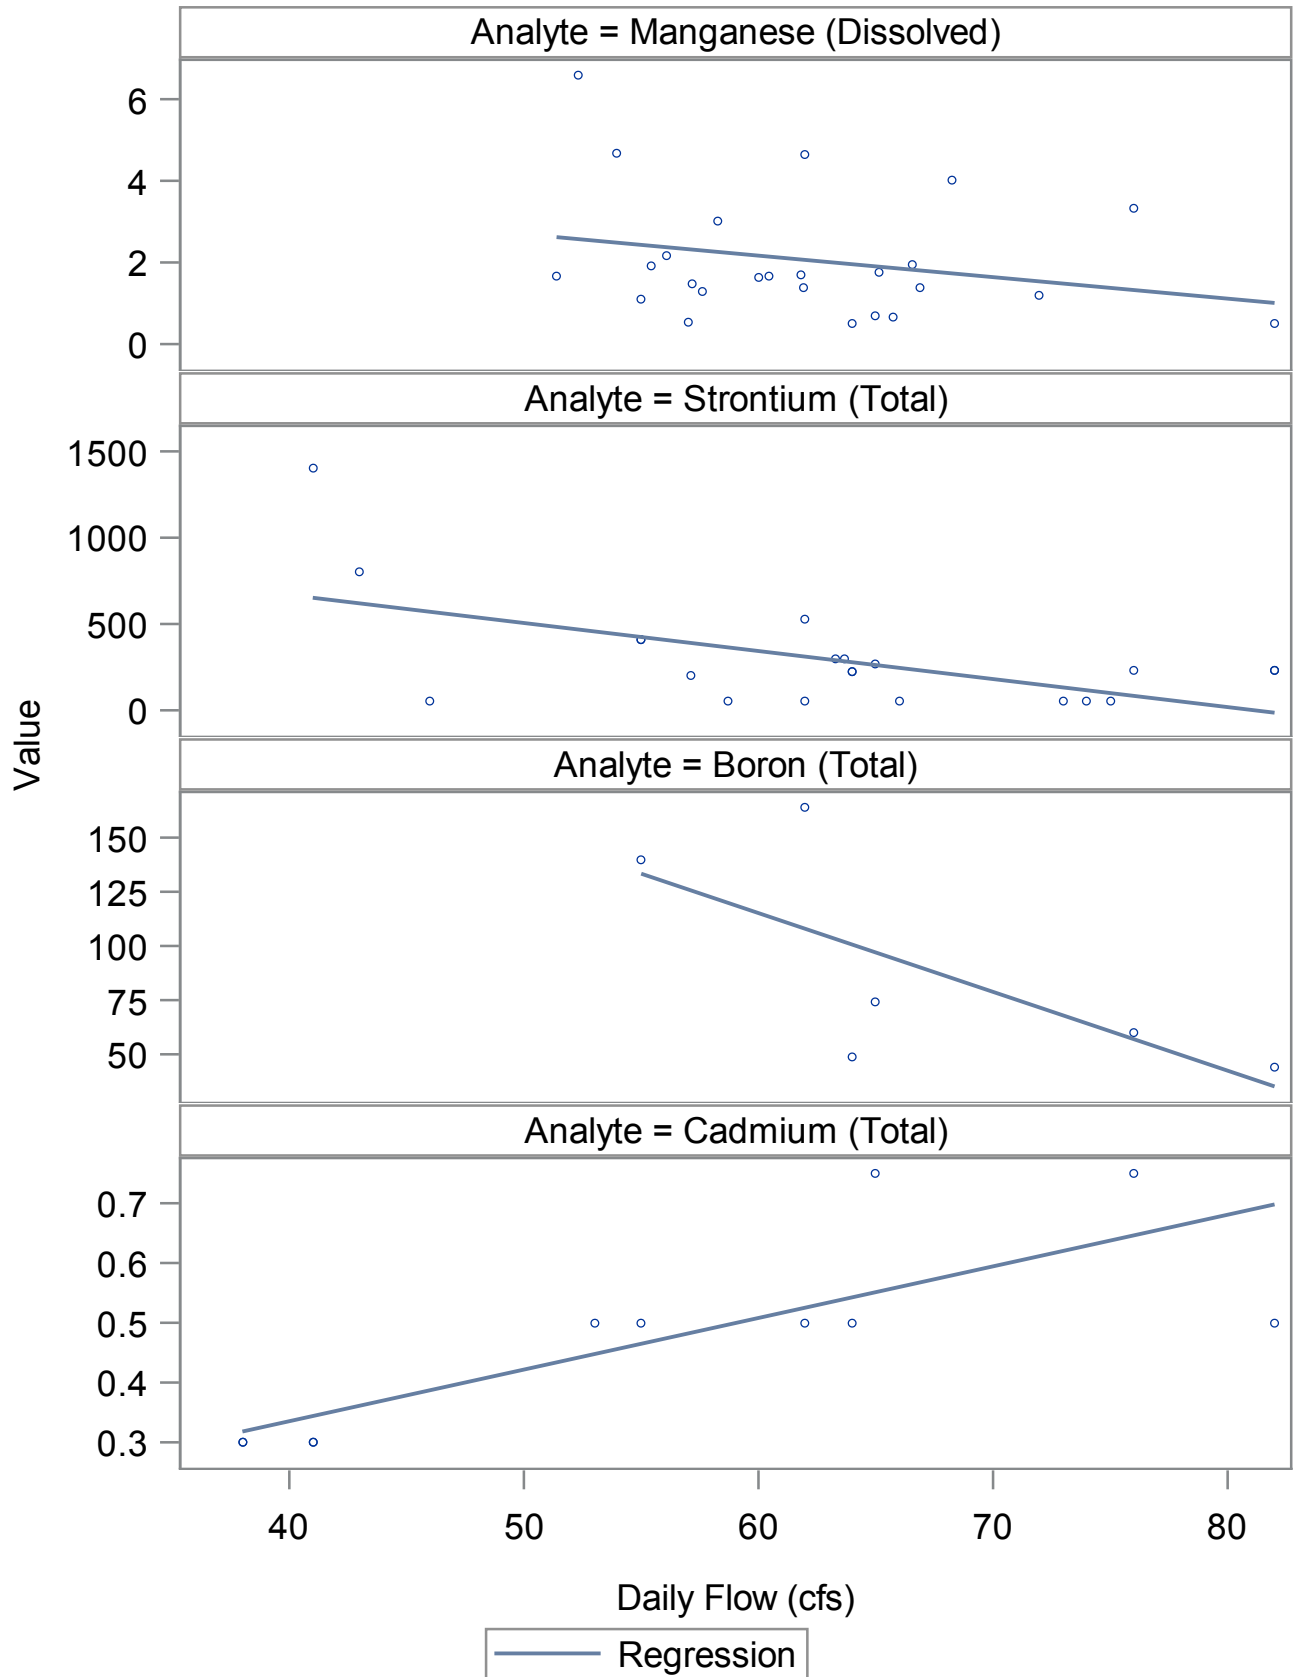 Analyte = Manganese (Dissolved)
6
4
2
0
Analyte = Strontium (Total)
1500
1000
500
0
Analyte = Boron (Total)
150
125
100
75
50
Analyte = Cadmium (Total)
0.7
0.6
0.5
0.4
0.3
Value
40 50 60 70 80
Daily Flow (cfs)
Regression